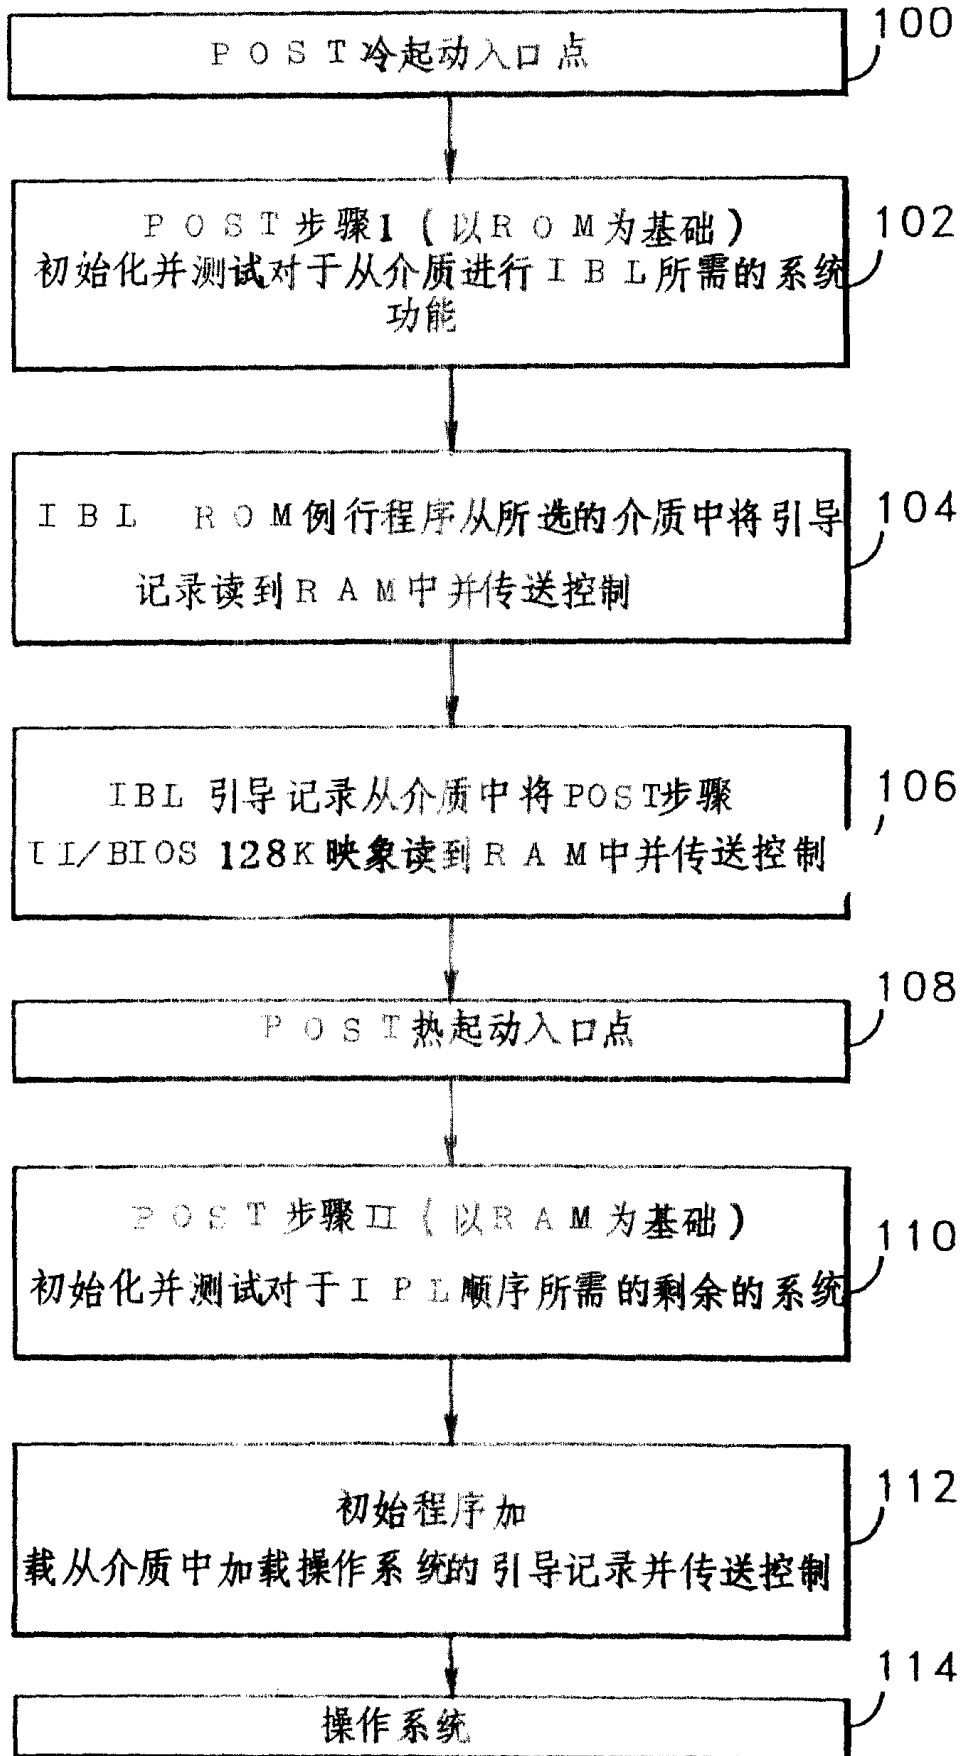 POST冷起动入口点
100
POST步骤I(以ROM为基础)
初始化并测试对于从介质进行IBL所需的系统
功能
102
IBL ROM例行程序从所选的介质中将引导
记录读到RAM中并传送控制
104
IBL 引导记录从介质中将POST步骤
II/BIOS 128K映象读到RAM中并传送控制
106
POST热起动入口点
108
POST步骤II(以RAM为基础)
初始化并测试对于IPL顺序所需的剩余的系统
110
初始程序加
载从介质中加载操作系统的引导记录并传送控制
112
操作系统
114